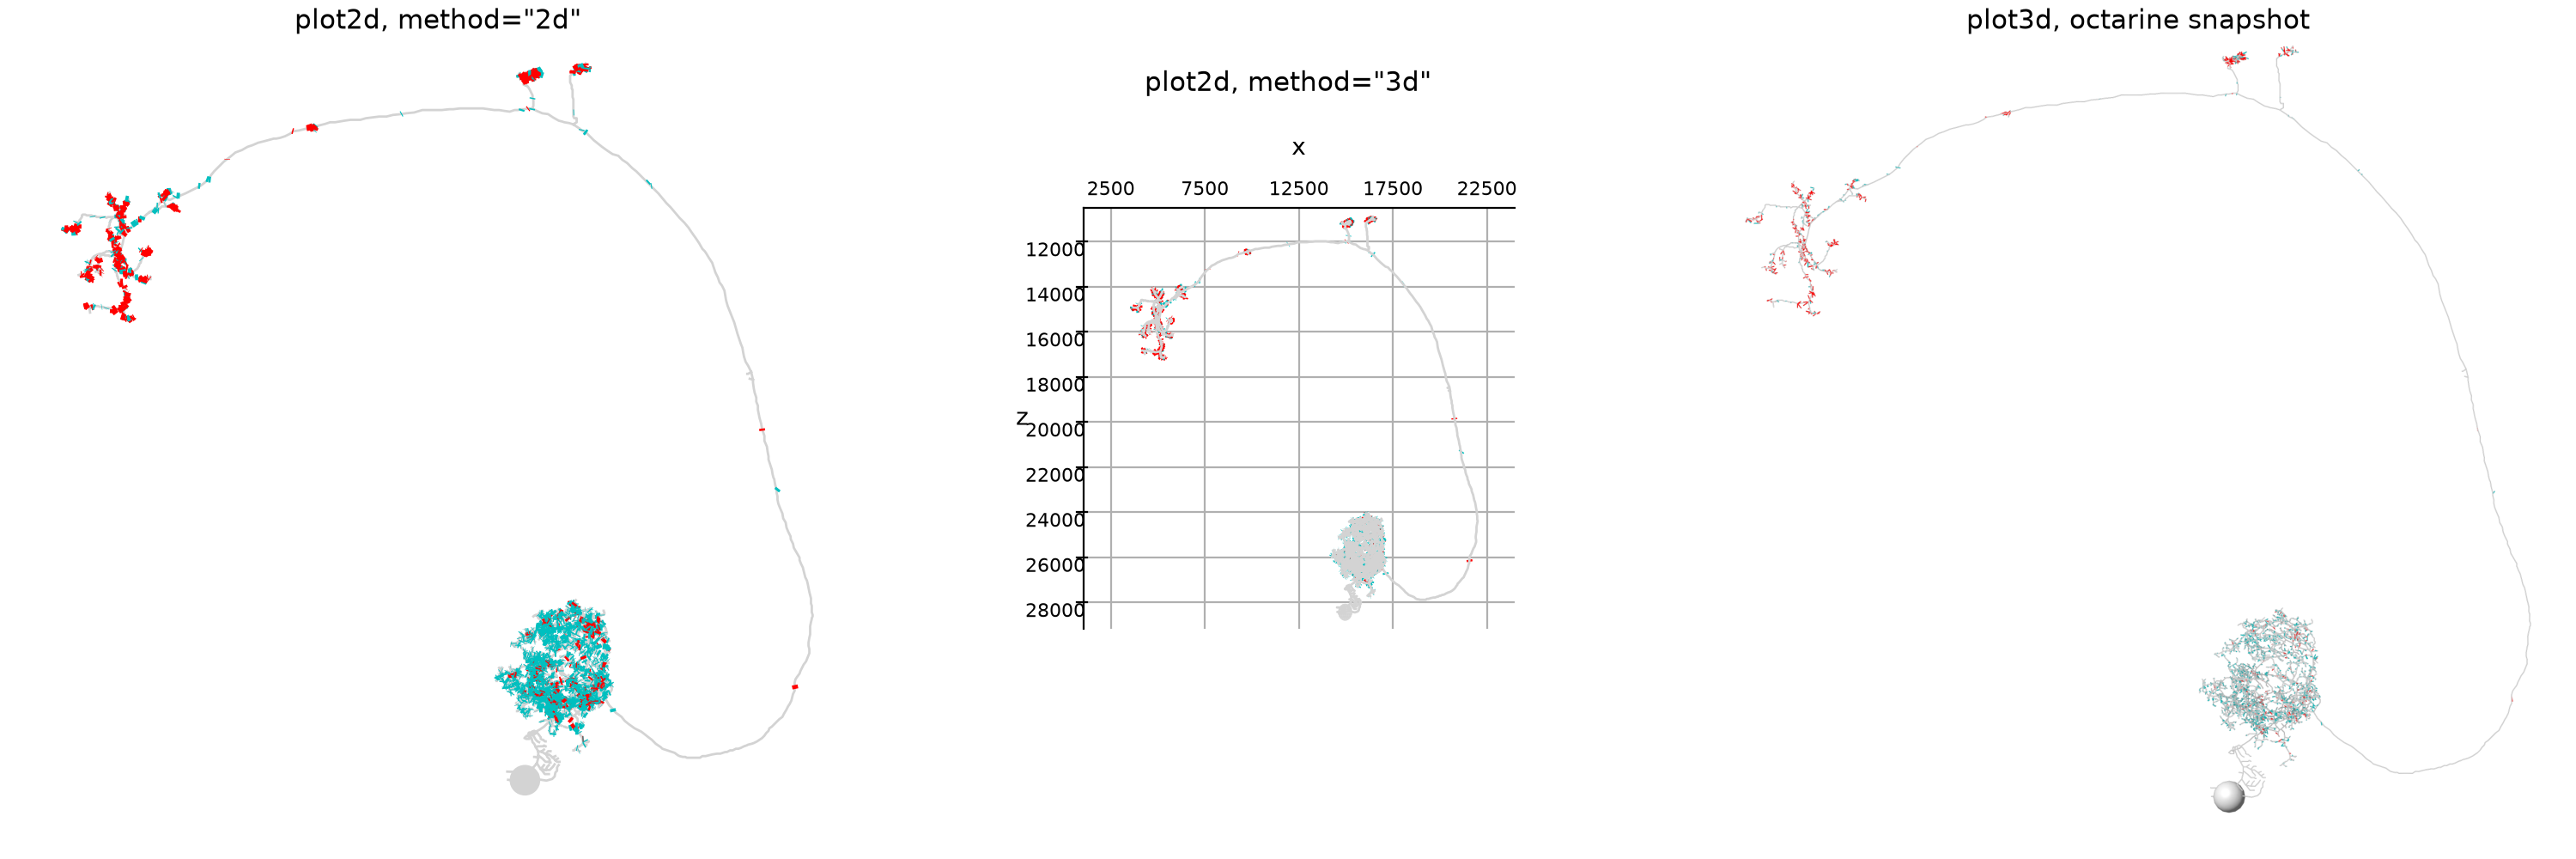 plot2d, method="2d"
plot2d, method="3d"
plot3d, octarine snapshot
x
2500 7500 12500 17500 22500
12000
14000
16000
18000
z
20000
22000
24000
26000
28000